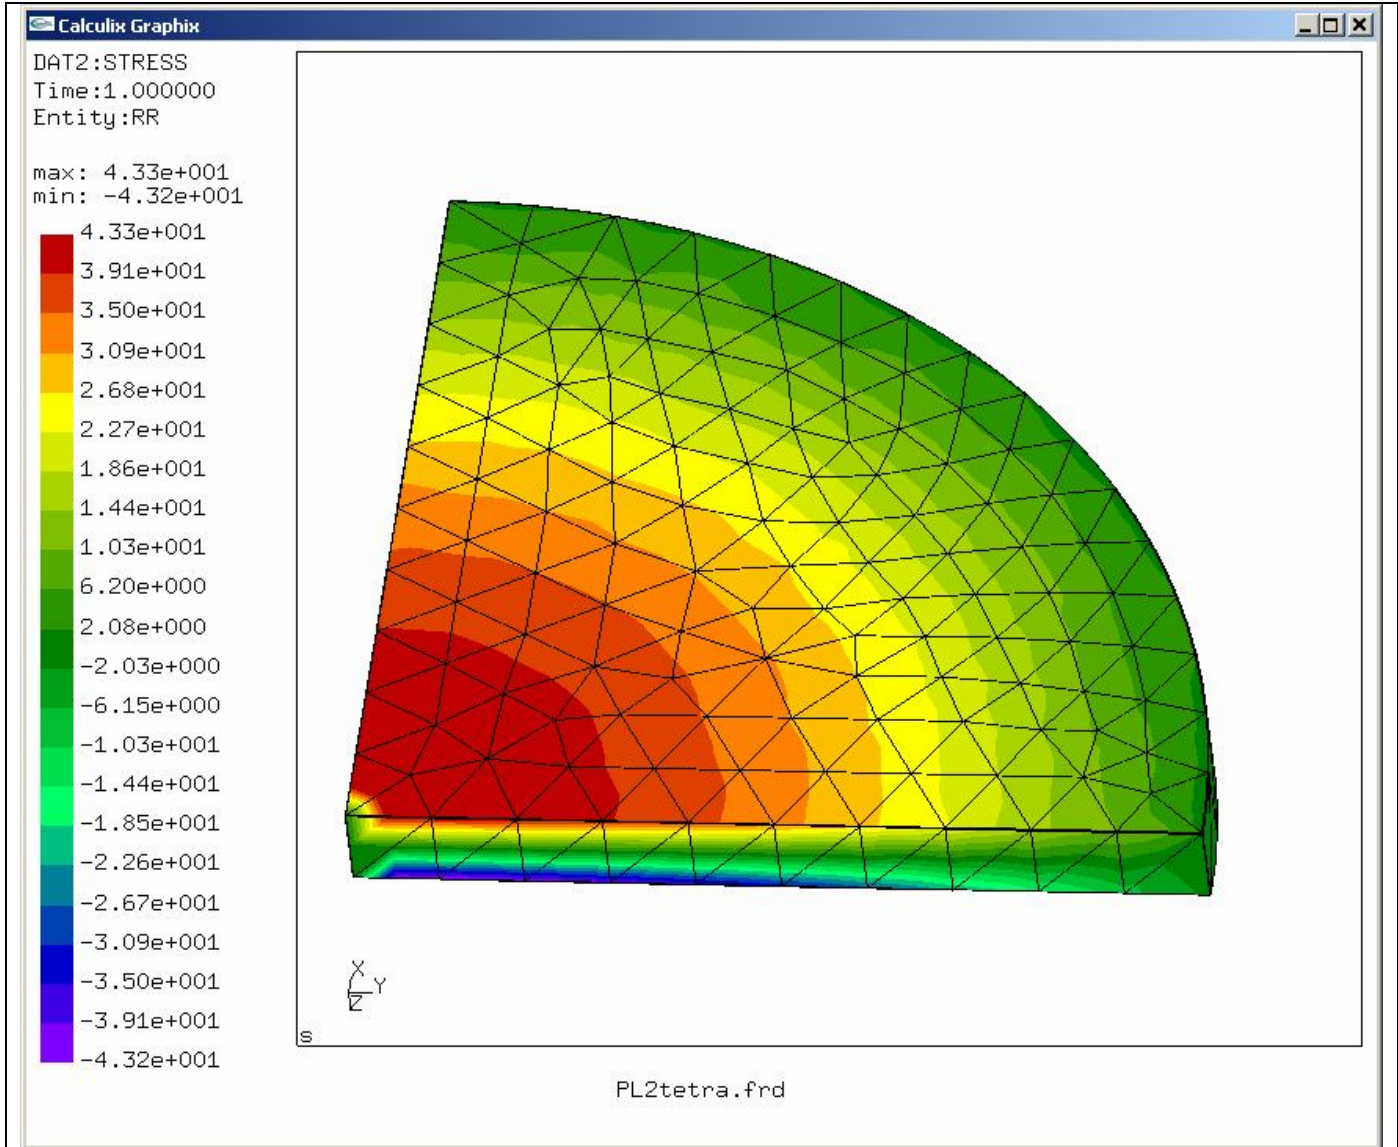 Calculix Graphix
DAT2:STRESS
Time:1.000000
Entity:RR
max: 4.33e+001
min: -4.32e+001
4.33e+001
3.91e+001
3.50e+001
3.09e+001
2.68e+001
2.27e+001
1.86e+001
1.44e+001
1.03e+001
6.20e+000
2.08e+000
-2.03e+000
-6.15e+000
-1.03e+001
-1.44e+001
-1.85e+001
-2.26e+001
-2.67e+001
-3.09e+001
-3.50e+001
-3.91e+001
-4.32e+001
X
Y
Z
s
PL2tetra.frd